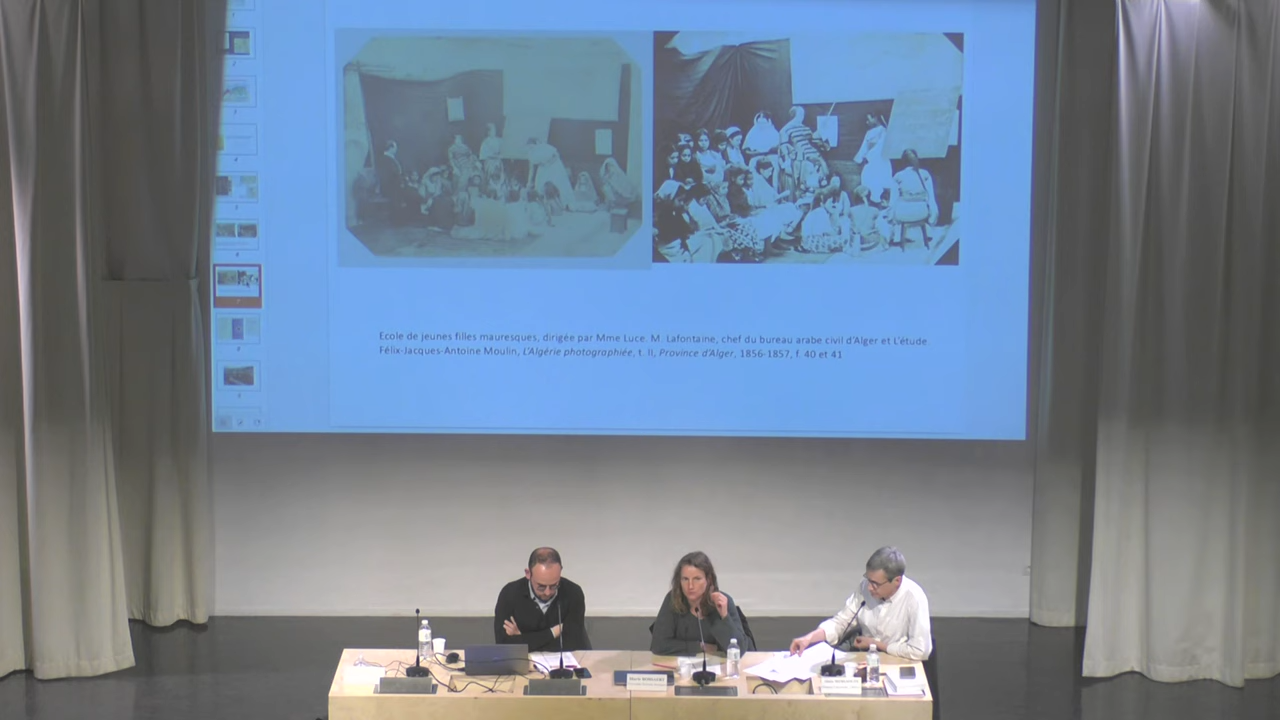 Ecole de jeunes filles mauresques, dirigée par Mme Luce. M. Lafontaine, chef du bureau arabe civil d'Alger et L'étude.
Félix-Jacques-Antoine Moulin, L'Algérie photographiée, t. II, Province d'Alger, 1856-1857, f. 40 et 41